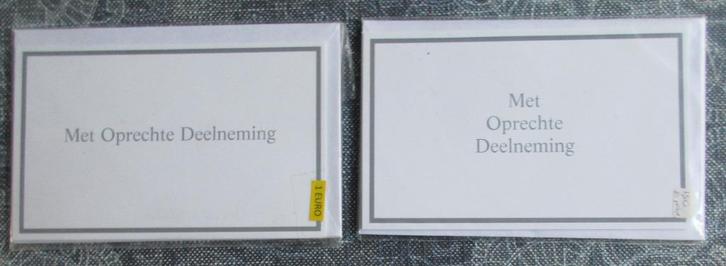 Met Oprechte Deelneming
1 EURO
Met
Oprechte
Deelneming